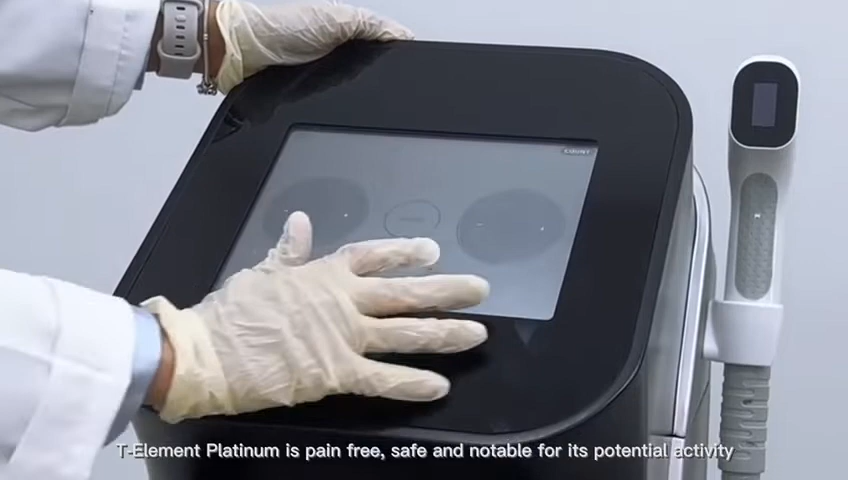 T-Element Platinum is pain free, safe and notable for its potential activity